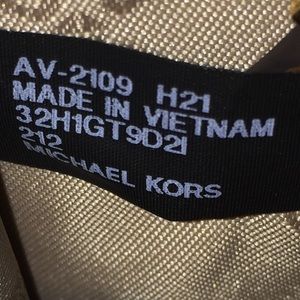 AV-2109 H21
MADE IN VIETNAM
32H1GT9D2I
212
MICHAEL KORS